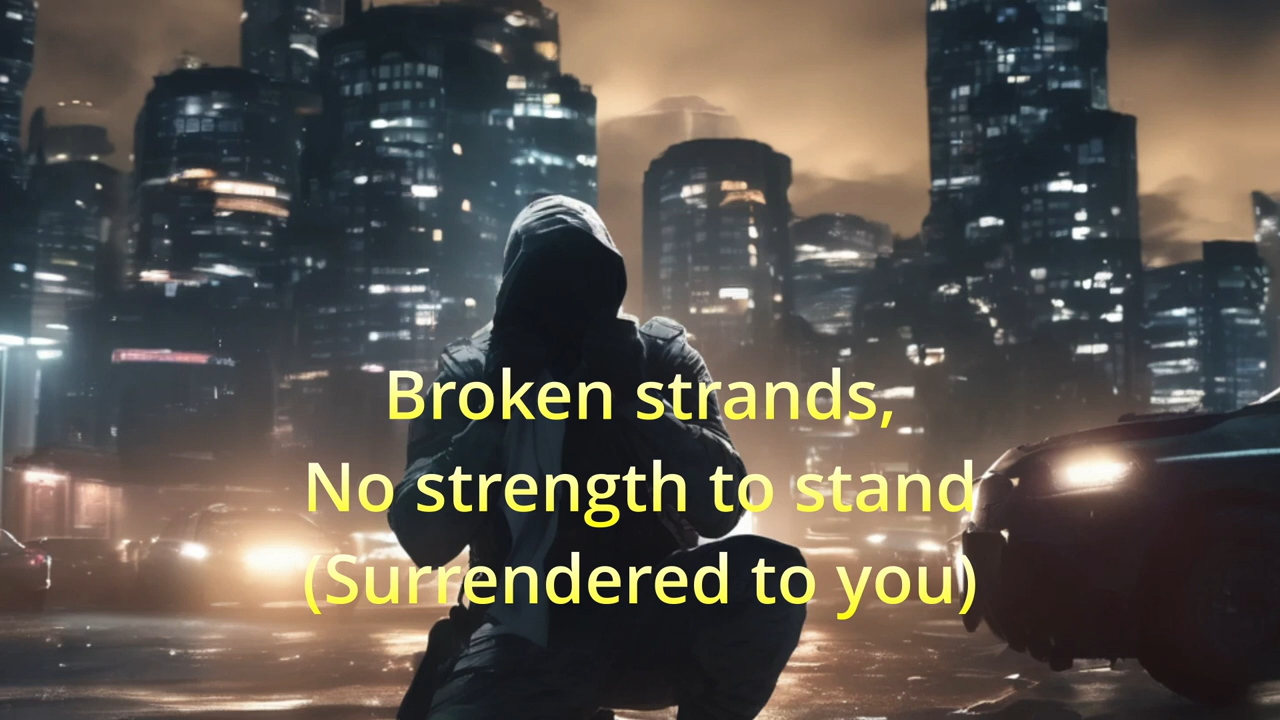 Broken strands,
No strength to stand
(Surrendered to you)